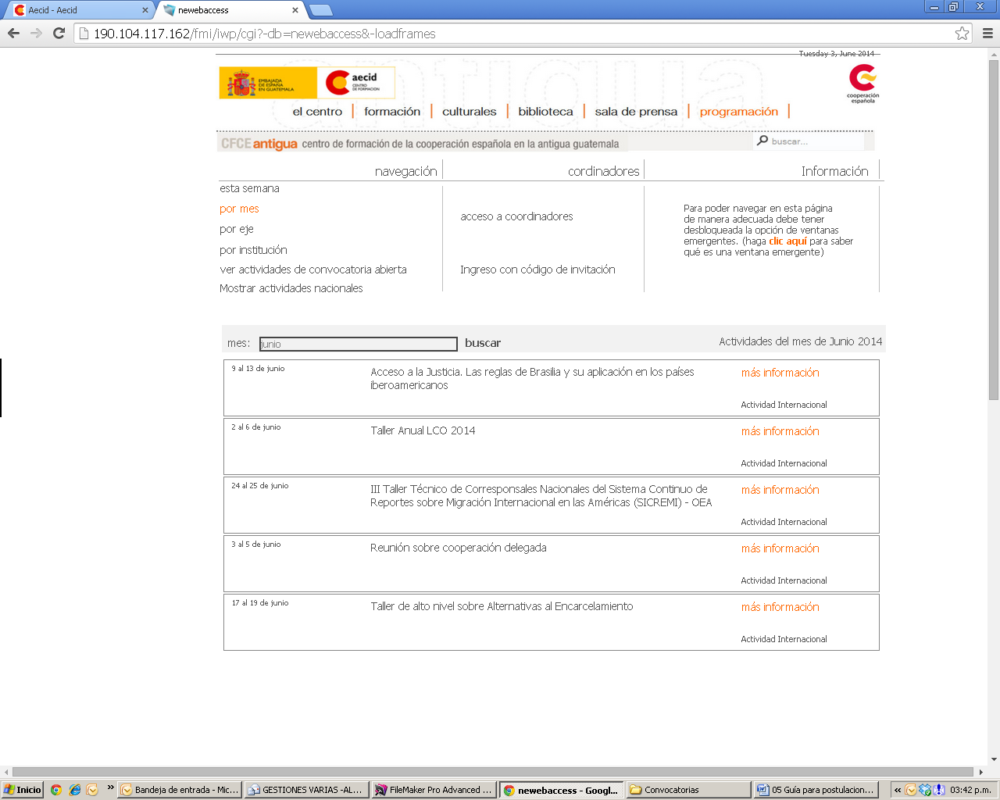 Aecid - Aecid
newebaccess
190.104.117.162/fmi/iwp/cgi?-db=newebaccess&-loadframes
Tuesday 3, June 2014
antigua
EMBAJADA
DE ESPAÑA
EN GUATEMALA
aecid
CENTRO
DE FORMACIÓN
cooperación
española
el centro | formación | culturales | biblioteca | sala de prensa | programación |
CFCE antigua centro de formación de la cooperación española en la antigua guatemala
buscar...
navegación
cordinadores
Información
esta semana
por mes
por eje
por institución
ver actividades de convocatoria abierta
Mostrar actividades nacionales
acceso a coordinadores
Ingreso con código de invitación
Para poder navegar en esta página
de manera adecuada debe tener
desbloqueada la opción de ventanas
emergentes. (haga clic aquí para saber
qué es una ventana emergente)
mes: junio buscar Actividades del mes de Junio 2014
9 al 13 de junio
Acceso a la Justicia. Las reglas de Brasilia y su aplicación en los países
iberoamericanos
más información
Actividad Internacional
2 al 6 de junio
Taller Anual LCO 2014
más información
Actividad Internacional
24 al 25 de junio
III Taller Técnico de Corresponsales Nacionales del Sistema Continuo de
Reportes sobre Migración Internacional en las Américas (SICREMI) - OEA
más información
Actividad Internacional
3 al 5 de junio
Reunión sobre cooperación delegada
más información
Actividad Internacional
17 al 19 de junio
Taller de alto nivel sobre Alternativas al Encarcelamiento
más información
Actividad Internacional
Inicio
Bandeja de entrada - Mic...
GESTIONES VARIAS -AL...
FileMaker Pro Advanced ...
newebaccess - Googl...
Convocatorias
05 Guía para postulacion...
03:42 p.m.